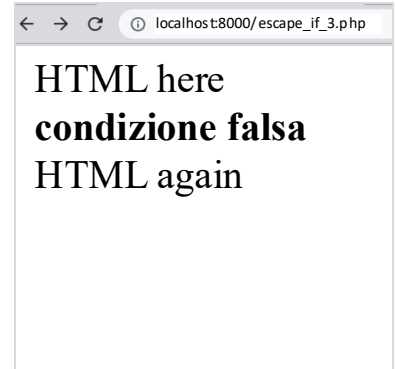 localhost:8000/escape_if_3.php
HTML here
condizione falsa
HTML again